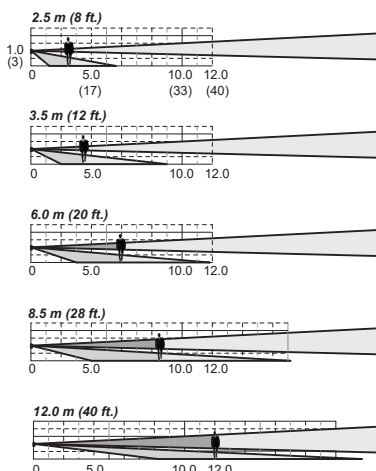 2.5 m (8 ft.)
1.0
(3)
0 5.0 10.0 12.0
(17) (33) (40)
3.5 m (12 ft.)
0 5.0 10.0 12.0
6.0 m (20 ft.)
0 5.0 10.0 12.0
8.5 m (28 ft.)
0 5.0 10.0 12.0
12.0 m (40 ft.)
0 5.0 10.0 12.0